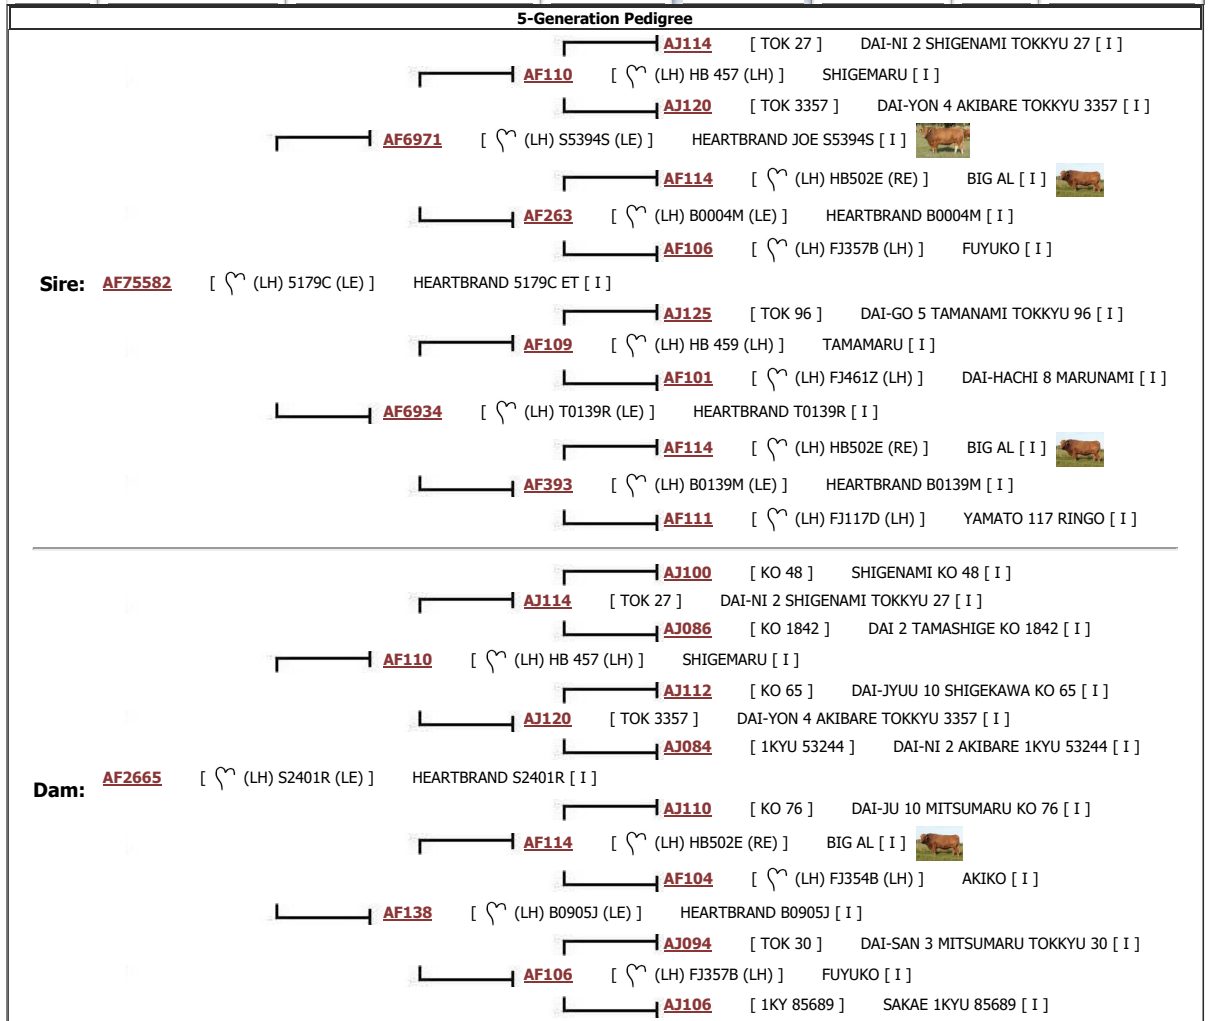 5-Generation Pedigree
AJ114 [ TOK 27 ] DAI-NI 2 SHIGENAMI TOKKYU 27 [ I ]
AF110 [ (LH) HB 457 (LH) ] SHIGEMARU [ I ]
AJ120 [ TOK 3357 ] DAI-YON 4 AKIBARE TOKKYU 3357 [ I ]
AF6971 [ (LH) S5394S (LE) ] HEARTBRAND JOE S5394S [ I ]
AF114 [ (LH) HB502E (RE) ] BIG AL [ I ]
AF263 [ (LH) B0004M (LE) ] HEARTBRAND B0004M [ I ]
AF106 [ (LH) FJ357B (LH) ] FUYUKO [ I ]
Sire: AF75582 [ (LH) 5179C (LE) ] HEARTBRAND 5179C ET [ I ]
AJ125 [ TOK 96 ] DAI-GO 5 TAMANAMI TOKKYU 96 [ I ]
AF109 [ (LH) HB 459 (LH) ] TAMAMARU [ I ]
AF101 [ (LH) FJ461Z (LH) ] DAI-HACHI 8 MARUNAMI [ I ]
AF6934 [ (LH) T0139R (LE) ] HEARTBRAND T0139R [ I ]
AF114 [ (LH) HB502E (RE) ] BIG AL [ I ]
AF393 [ (LH) B0139M (LE) ] HEARTBRAND B0139M [ I ]
AF111 [ (LH) FJ117D (LH) ] YAMATO 117 RINGO [ I ]
AJ100 [ KO 48 ] SHIGENAMI KO 48 [ I ]
AJ114 [ TOK 27 ] DAI-NI 2 SHIGENAMI TOKKYU 27 [ I ]
AJ086 [ KO 1842 ] DAI 2 TAMASHIGE KO 1842 [ I ]
AF110 [ (LH) HB 457 (LH) ] SHIGEMARU [ I ]
AJ112 [ KO 65 ] DAI-JYUU 10 SHIGEKAWA KO 65 [ I ]
AJ120 [ TOK 3357 ] DAI-YON 4 AKIBARE TOKKYU 3357 [ I ]
AJ084 [ 1KYU 53244 ] DAI-NI 2 AKIBARE 1KYU 53244 [ I ]
Dam: AF2665 [ (LH) S2401R (LE) ] HEARTBRAND S2401R [ I ]
AJ110 [ KO 76 ] DAI-JU 10 MITSUMARU KO 76 [ I ]
AF114 [ (LH) HB502E (RE) ] BIG AL [ I ]
AF104 [ (LH) FJ354B (LH) ] AKIKO [ I ]
AF138 [ (LH) B0905J (LE) ] HEARTBRAND B0905J [ I ]
AJ094 [ TOK 30 ] DAI-SAN 3 MITSUMARU TOKKYU 30 [ I ]
AF106 [ (LH) FJ357B (LH) ] FUYUKO [ I ]
AJ106 [ 1KY 85689 ] SAKAE 1KYU 85689 [ I ]